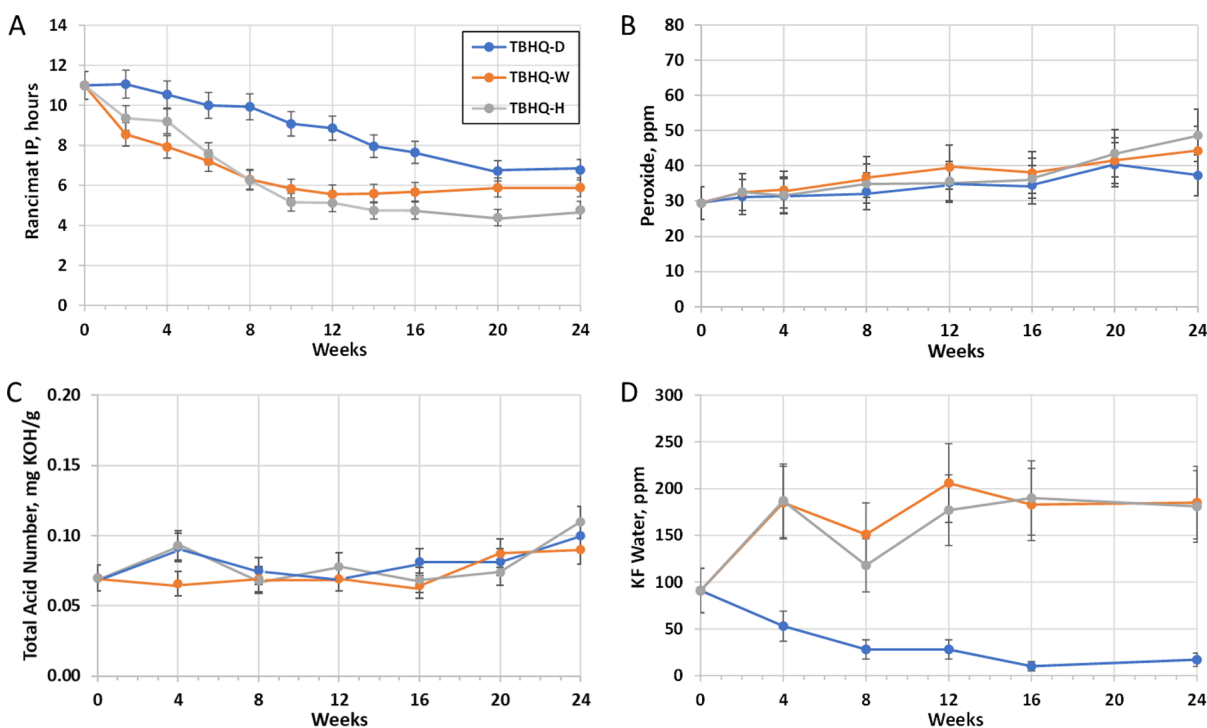 A
Rancimat IP, hours
14
12
10
8
6
4
2
0
0 4 8 12 16 20 24
Weeks
TBHQ-D
TBHQ-W
TBHQ-H
B
Peroxide, ppm
80
70
60
50
40
30
20
10
0
0 4 8 12 16 20 24
Weeks
C
Total Acid Number, mg KOH/g
0.20
0.15
0.10
0.05
0.00
0 4 8 12 16 20 24
Weeks
D
KF Water, ppm
300
250
200
150
100
50
0
0 4 8 12 16 20 24
Weeks